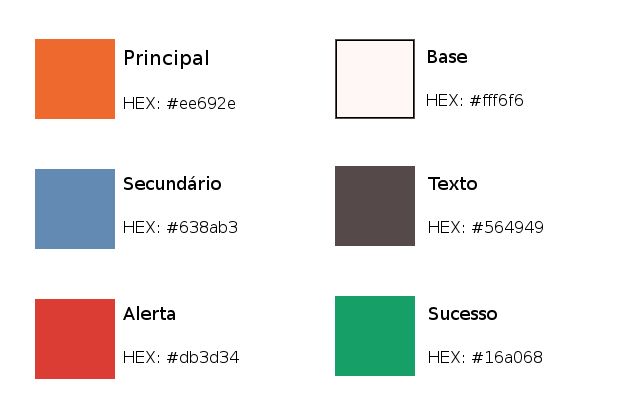 Principal
HEX: #ee692e
Base
HEX: #fff6f6
Secundário
HEX: #638ab3
Texto
HEX: #564949
Alerta
HEX: #db3d34
Sucesso
HEX: #16a068